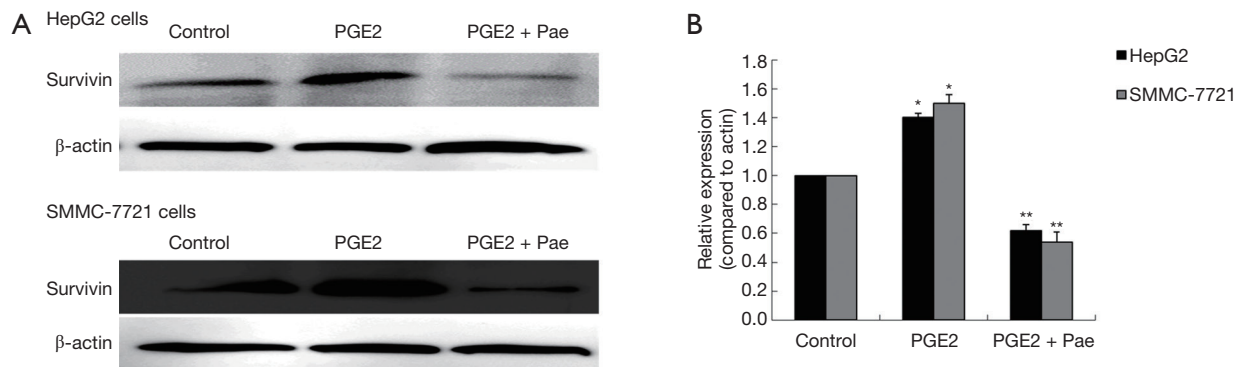 A
HepG2 cells
Control PGE2 PGE2 + Pae
Survivin
β-actin
SMMC-7721 cells
Control PGE2 PGE2 + Pae
Survivin
β-actin
B
HepG2
SMMC-7721
Relative expression
(compared to actin)
1.8
1.6
1.4
1.2
1.0
0.8
0.6
0.4
0.2
0.0
* *
** **
Control PGE2 PGE2 + Pae